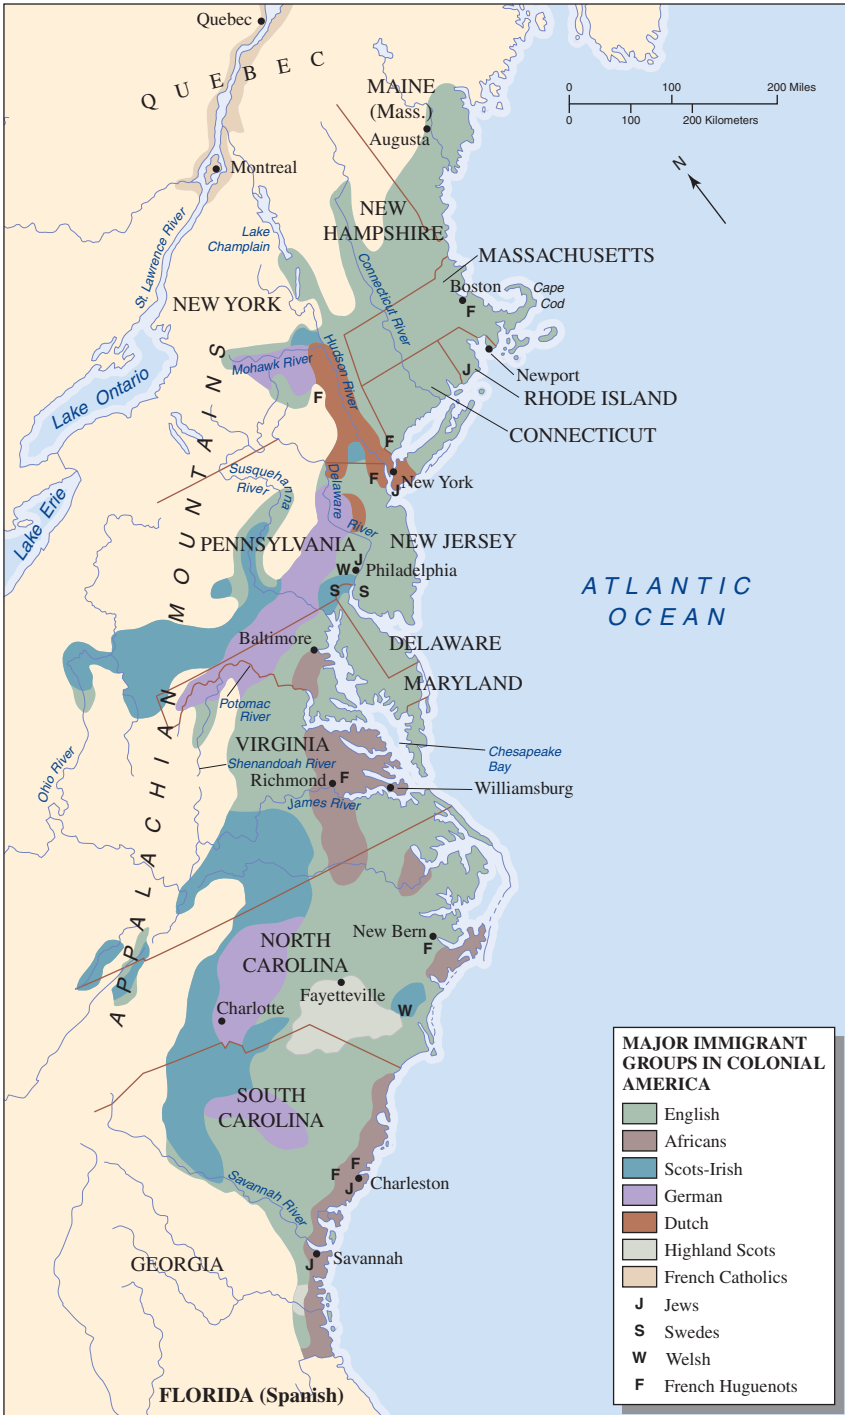 Quebec
QUEBEC
MAINE
(Mass.)
Augusta
0 100 200 Miles
0 100 200 Kilometers
N
Montreal
St. Lawrence River
Lake
Champlain
NEW
HAMPSHIRE
MASSACHUSETTS
Boston
F
Cape
Cod
Connecticut River
NEW YORK
Hudson River
Mohawk River
Newport
J
RHODE ISLAND
CONNECTICUT
Lake Ontario
F
F
F
New York
J
Lake Erie
APPALACHIAN MOUNTAINS
Susquehanna
River
Delaware
River
PENNSYLVANIA
NEW JERSEY
J
W
Philadelphia
S
S
ATLANTIC
OCEAN
Baltimore
DELAWARE
MARYLAND
Potomac
River
VIRGINIA
Shenandoah River
Chesapeake
Bay
Ohio River
Richmond
F
Williamsburg
James River
New Bern
F
NORTH
CAROLINA
Fayetteville
W
Charlotte
SOUTH
CAROLINA
F
F
J
Charleston
Savannah River
GEORGIA
Savannah
J
FLORIDA (Spanish)
MAJOR IMMIGRANT
GROUPS IN COLONIAL
AMERICA
English
Africans
Scots-Irish
German
Dutch
Highland Scots
French Catholics
J Jews
S Swedes
W Welsh
F French Huguenots